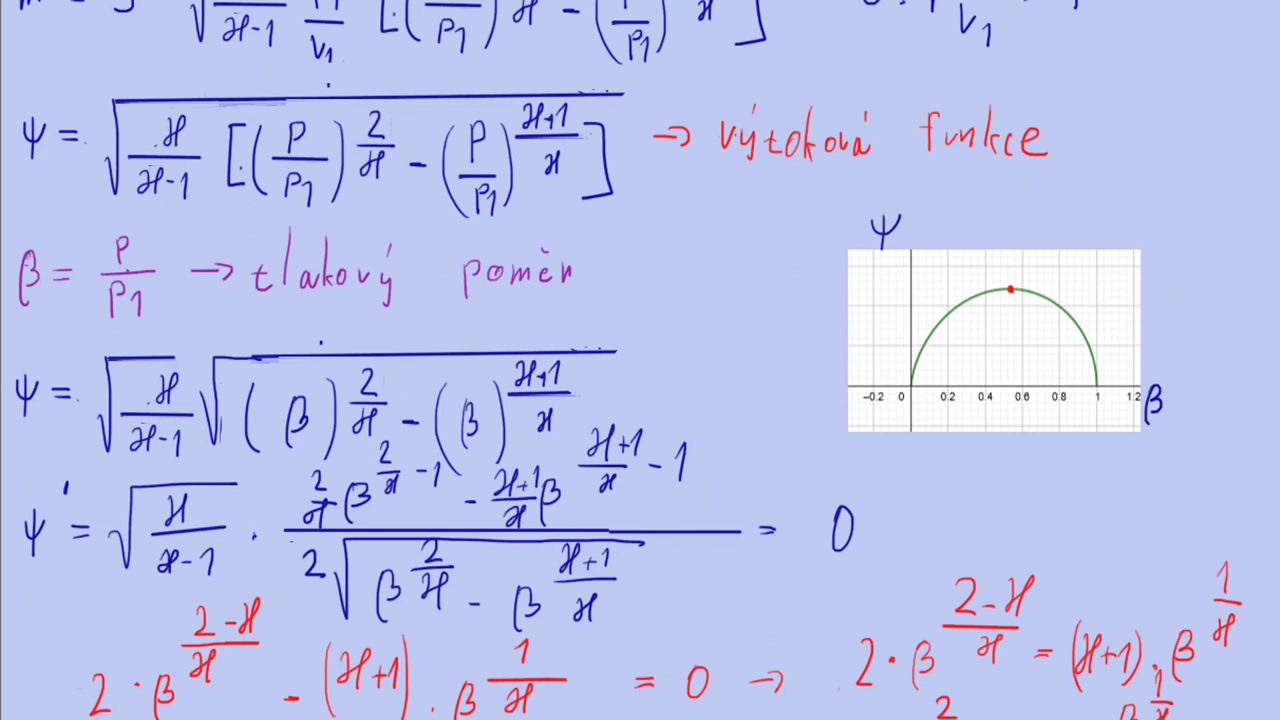 ψ = √(ϰ/(ϰ-1) [(p/p₁)^(2/ϰ) - (p/p₁)^((ϰ+1)/ϰ)]) → výtoková funkce
ψ
β = p/p₁ → tlakový poměr
-0.2 0 0.2 0.4 0.6 0.8 1 1.2 β
ψ = √(ϰ/(ϰ-1)) √((β)^(2/ϰ) - (β)^((ϰ+1)/ϰ))
ψ' = √(ϰ/(ϰ-1)) · ((2/ϰ)β^(2/ϰ - 1) - ((ϰ+1)/ϰ)β^((ϰ+1)/ϰ - 1))/(2√(β^(2/ϰ) - β^((ϰ+1)/ϰ))) = 0
2 · β^((2-ϰ)/ϰ) - (ϰ+1) · β^(1/ϰ) = 0 → 2 · β^((2-ϰ)/ϰ) = (ϰ+1) · β^(1/ϰ)